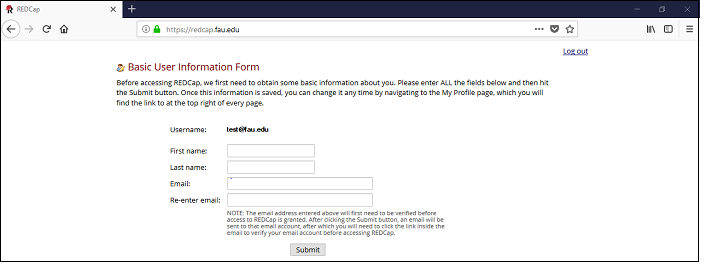 REDCap
https://redcap.fau.edu
Log out
Basic User Information Form
Before accessing REDCap, we first need to obtain some basic information about you. Please enter ALL the fields below and then hit
the Submit button. Once this information is saved, you can change it any time by navigating to the My Profile page, which you will
find the link to at the top right of every page.
Username: test@fau.edu
First name:
Last name:
Email:
Re-enter email:
NOTE: The email address entered above will first need to be verified before
access to REDCap is granted. After clicking the Submit button, an email will be
sent to that email account, after which you will need to click the link inside the
email to verify your email account before accessing REDCap.
Submit